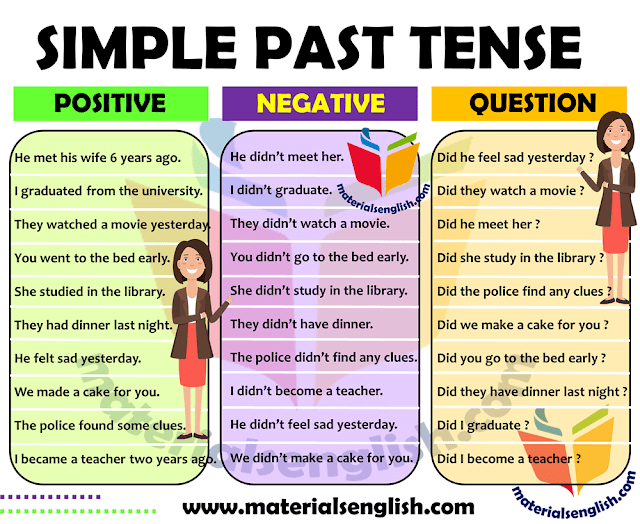 SIMPLE PAST TENSE
POSITIVE
He met his wife 6 years ago.
I graduated from the university.
They watched a movie yesterday.
You went to the bed early.
She studied in the library.
They had dinner last night.
He felt sad yesterday.
We made a cake for you.
The police found some clues.
I became a teacher two years ago.
NEGATIVE
He didn't meet her.
I didn't graduate.
They didn't watch a movie.
You didn't go to the bed early.
She didn't study in the library.
They didn't have dinner.
The police didn't find any clues.
I didn't become a teacher.
He didn't feel sad yesterday.
We didn't make a cake for you.
QUESTION
Did he feel sad yesterday ?
Did they watch a movie ?
Did he meet her ?
Did she study in the library ?
Did the police find any clues ?
Did we make a cake for you ?
Did you go to the bed early ?
Did they have dinner last night ?
Did I graduate ?
Did I become a teacher ?
materialsenglish.com
materialsenglish.com
materialsenglish.com
www.materialsenglish.com